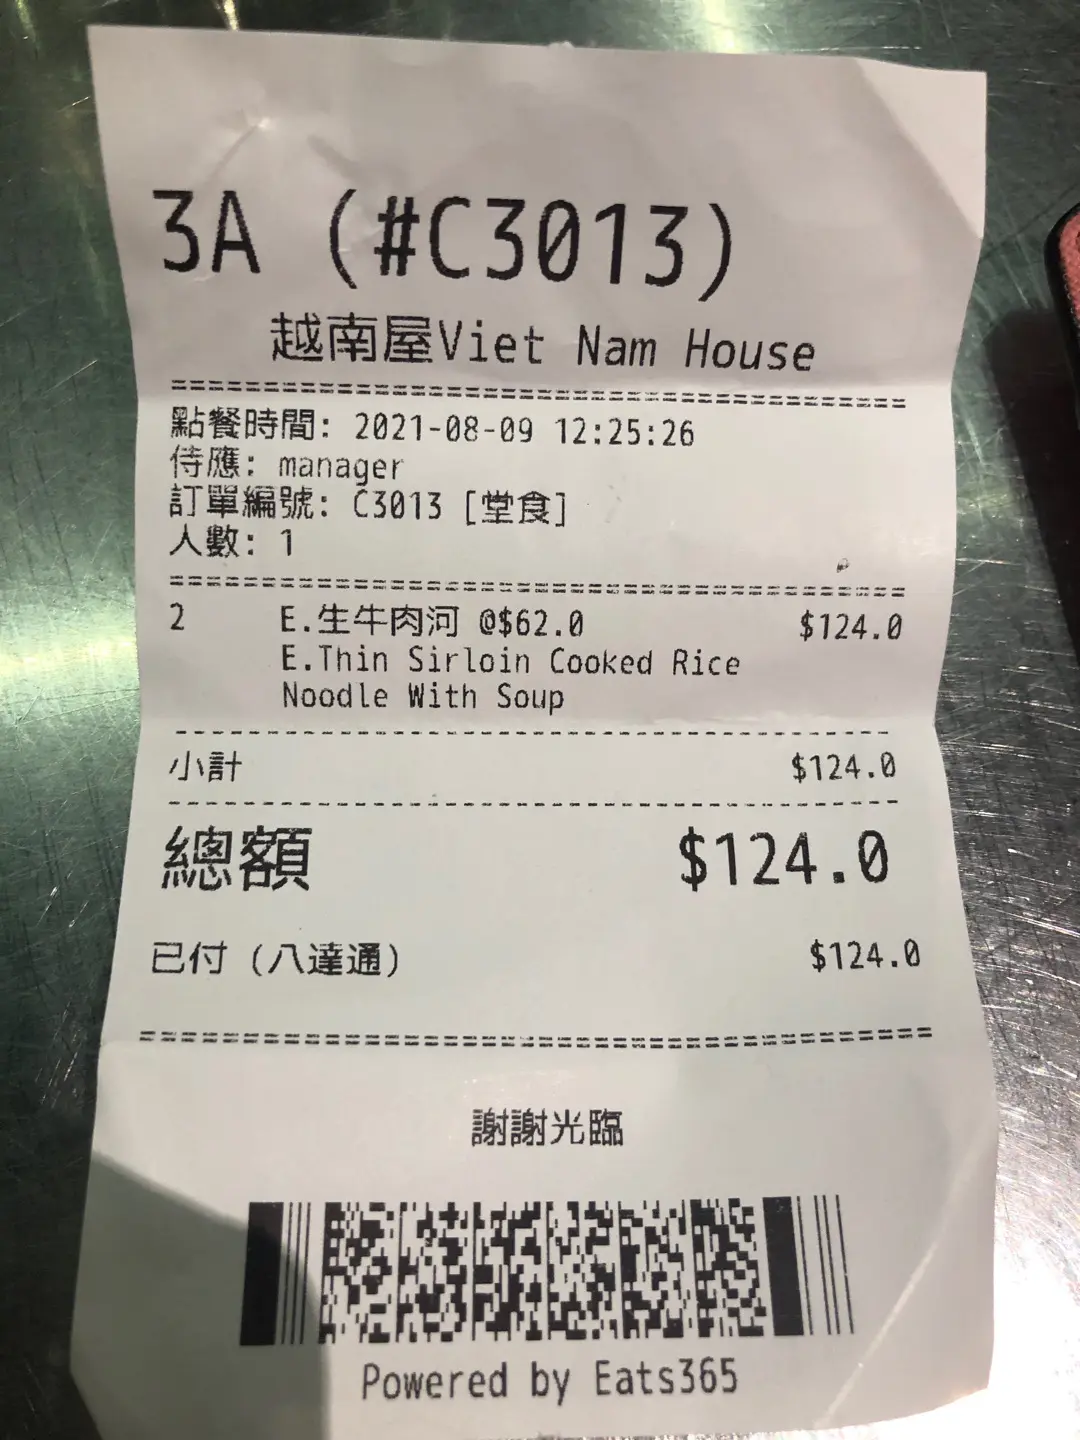 3A (#C3013)
越南屋Viet Nam House
點餐時間: 2021-08-09 12:25:26
侍應: manager
訂單編號: C3013 [堂食]
人數: 1
2 E.生牛肉河 @$62.0 $124.0
E.Thin Sirloin Cooked Rice
Noodle With Soup
小計 $124.0
總額 $124.0
已付 (八達通) $124.0
謝謝光臨
Powered by Eats365